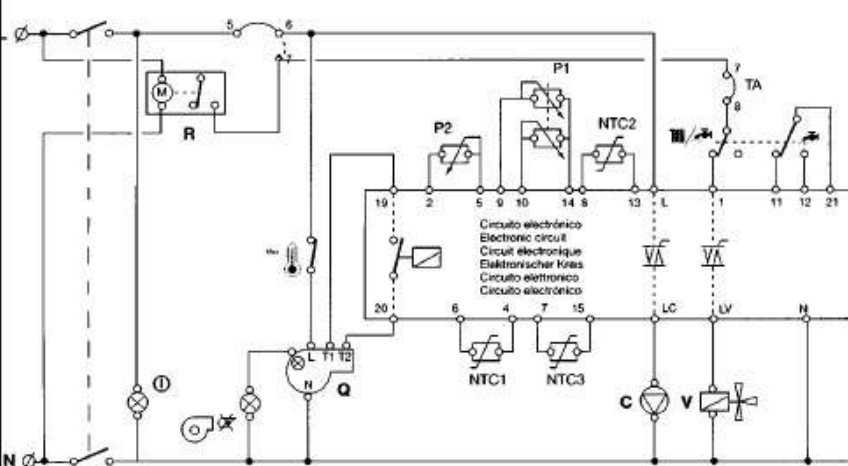 L
5
6
7
M
R
P1
P2
NTC2
7
TA
8
19
2
5
9
10
14
8
13
L
1
11
12
21
Circuito electrónico
Electronic circuit
Circuit électronique
Elektronischer Kreis
Circuito elettronico
Circuito electrónico
Max
20
6
4
7
15
LC
LV
N
NTC1
NTC3
L T1 T2
N
Q
C
V
N